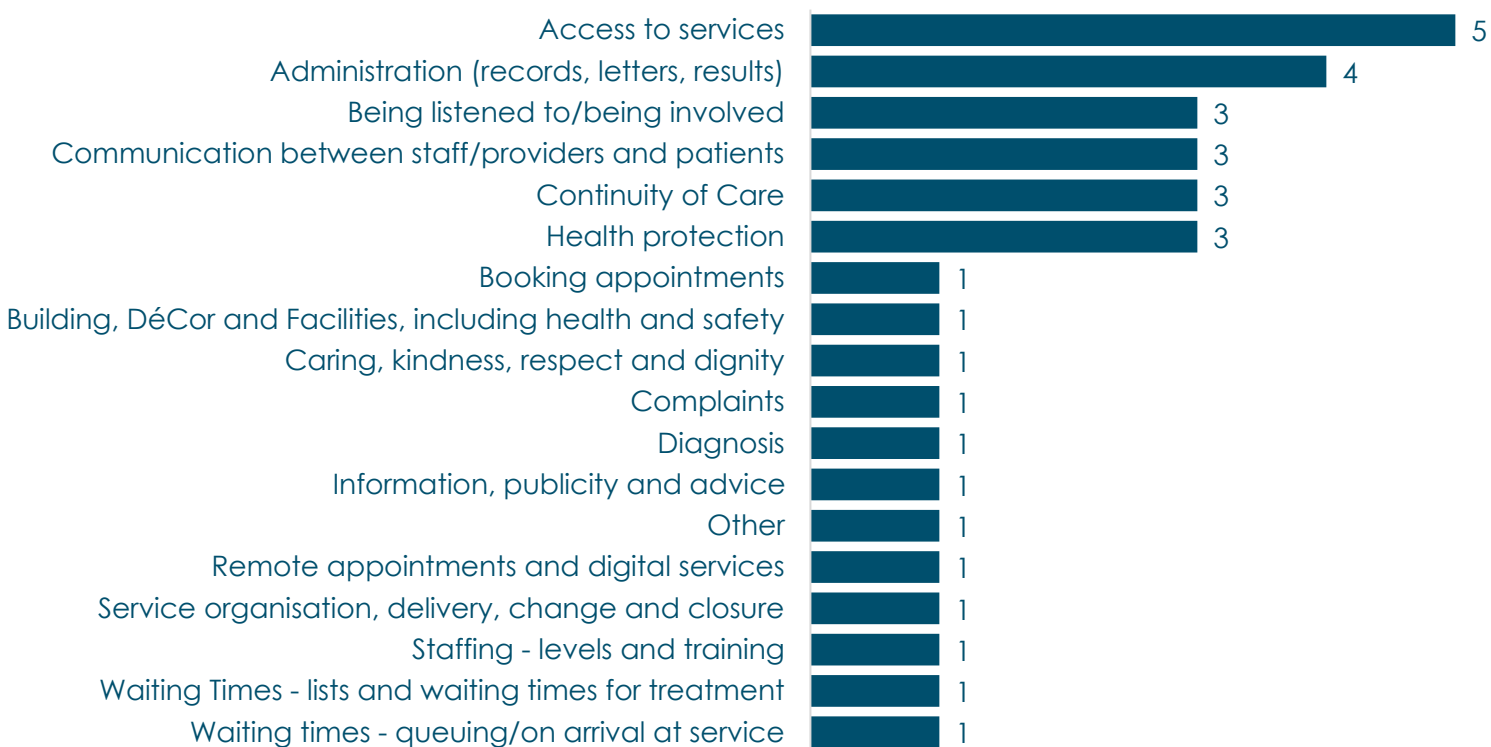 Access to services 5
Administration (records, letters, results) 4
Being listened to/being involved 3
Communication between staff/providers and patients 3
Continuity of Care 3
Health protection 3
Booking appointments 1
Building, DéCor and Facilities, including health and safety 1
Caring, kindness, respect and dignity 1
Complaints 1
Diagnosis 1
Information, publicity and advice 1
Other 1
Remote appointments and digital services 1
Service organisation, delivery, change and closure 1
Staffing - levels and training 1
Waiting Times - lists and waiting times for treatment 1
Waiting times - queuing/on arrival at service 1